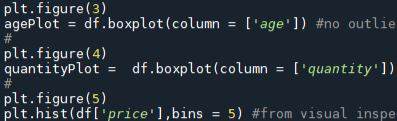 plt.figure(3)
agePlot = df.boxplot(column = ['age']) #no outlie
#
plt.figure(4)
quantityPlot =  df.boxplot(column = ['quantity'])
#
plt.figure(5)
plt.hist(df['price'],bins = 5) #from visual inspe